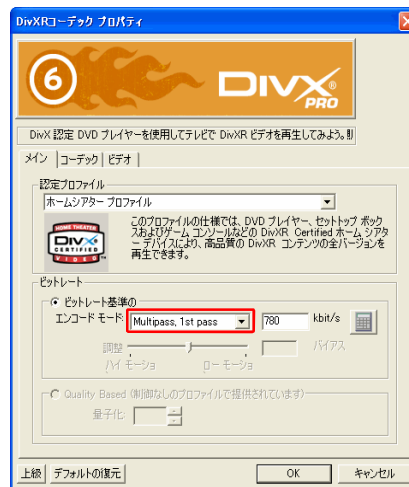 DivXRコーデック プロパティ
6
DIVX
PRO
DivX 認定 DVD プレイヤーを使用してテレビで DivXR ビデオを再生してみよう。
メイン
コーデック
ビデオ
認定プロファイル
ホームシアター プロファイル
HOME THEATER
DIVX
CERTIFIED
VIDEO
このプロファイルの仕様では、DVD プレイヤー、セットトップ ボック
スおよびゲーム コンソールなどの DivXR Certified ホーム シアタ
ー デバイスにより、高品質の DivXR コンテンツの全バージョンを
再生できます。
ビットレート
ビットレート基準の
エンコード モード:
Multipass, 1st pass
780
kbit/s
調整
バイアス
ハイ モーショ
ロー モーショ
Quality Based (制御なしのプロファイルで提供されています)
量子化:
上級
デフォルトの復元
OK
キャンセル